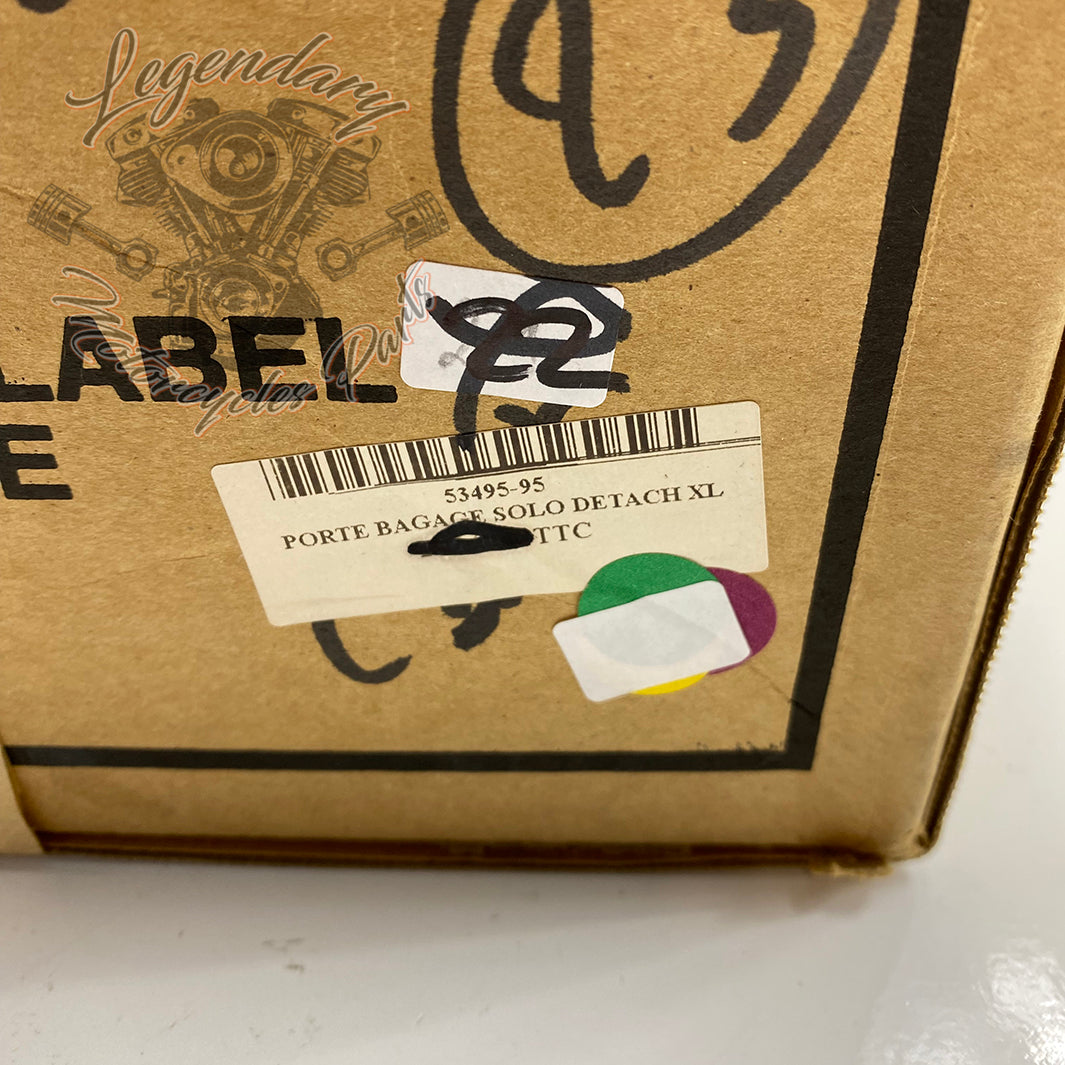 Legendary
Motorcycles Parts
LABEL
E
53495-95
PORTE BAGAGE SOLO DETACH XL
TTC